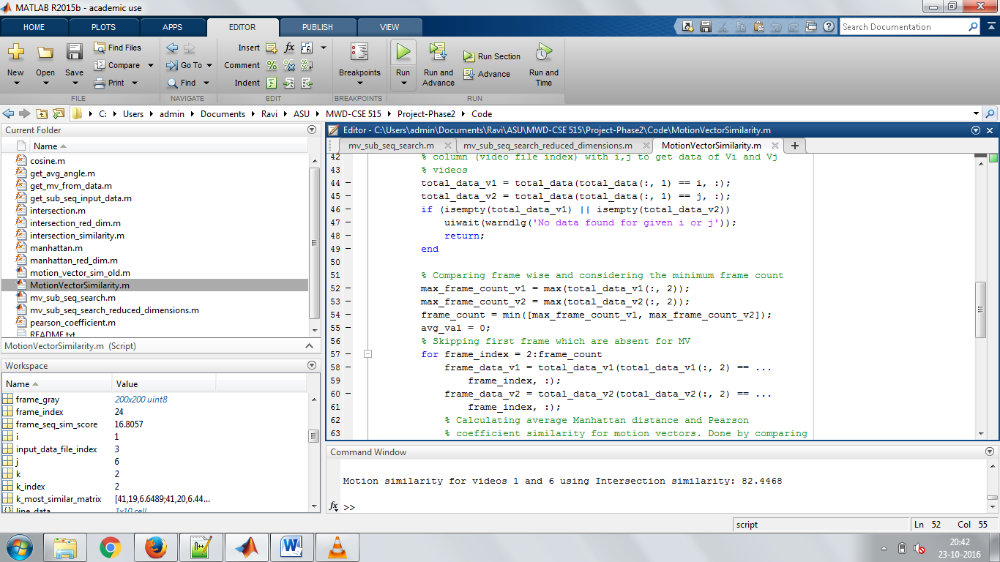 MATLAB R2015b - academic use
HOME PLOTS APPS EDITOR PUBLISH VIEW
Search Documentation
New Open Save Find Files Compare Print
Go To Find
Insert fx
Comment
Indent
Breakpoints
Run Run and Advance Run Section Advance Run and Time
FILE NAVIGATE EDIT BREAKPOINTS RUN
C: Users admin Documents Ravi ASU MWD-CSE 515 Project-Phase2 Code
Current Folder
Name
cosine.m
get_avg_angle.m
get_mv_from_data.m
get_sub_seq_input_data.m
intersection.m
intersection_red_dim.m
intersection_similarity.m
manhattan.m
manhattan_red_dim.m
motion_vector_sim_old.m
MotionVectorSimilarity.m
mv_sub_seq_search.m
mv_sub_seq_search_reduced_dimensions.m
pearson_coefficient.m
README.txt
MotionVectorSimilarity.m (Script)
Workspace
Name Value
frame_gray 200x200 uint8
frame_index 24
frame_seq_sim_score 16.8057
i 1
input_data_file_index 3
j 6
k 2
k_index 2
k_most_similar_matrix [41,19,6.6489;41,20,6.44...
line_data 1x10 cell
Editor - C:\Users\admin\Documents\Ravi\ASU\MWD-CSE 515\Project-Phase2\Code\MotionVectorSimilarity.m
mv_sub_seq_search.m mv_sub_seq_search_reduced_dimensions.m MotionVectorSimilarity.m
42 % column (video file index) with i,j to get data of Vi and Vj
43 % videos
44 total_data_v1 = total_data(total_data(:, 1) == i, :);
45 total_data_v2 = total_data(total_data(:, 1) == j, :);
46 if (isempty(total_data_v1) || isempty(total_data_v2))
47 uiwait(warndlg('No data found for given i or j'));
48 return;
49 end
50
51 % Comparing frame wise and considering the minimum frame count
52 max_frame_count_v1 = max(total_data_v1(:, 2));
53 max_frame_count_v2 = max(total_data_v2(:, 2));
54 frame_count = min([max_frame_count_v1, max_frame_count_v2]);
55 avg_val = 0;
56 % Skipping first frame which are absent for MV
57 for frame_index = 2:frame_count
58 frame_data_v1 = total_data_v1(total_data_v1(:, 2) == ...
59 frame_index, :);
60 frame_data_v2 = total_data_v2(total_data_v2(:, 2) == ...
61 frame_index, :);
62 % Calculating average Manhattan distance and Pearson
63 % coefficient similarity for motion vectors. Done by comparing
Command Window
Motion similarity for videos 1 and 6 using Intersection similarity: 82.4468
fx >>
script Ln 52 Col 55
20:42
23-10-2016